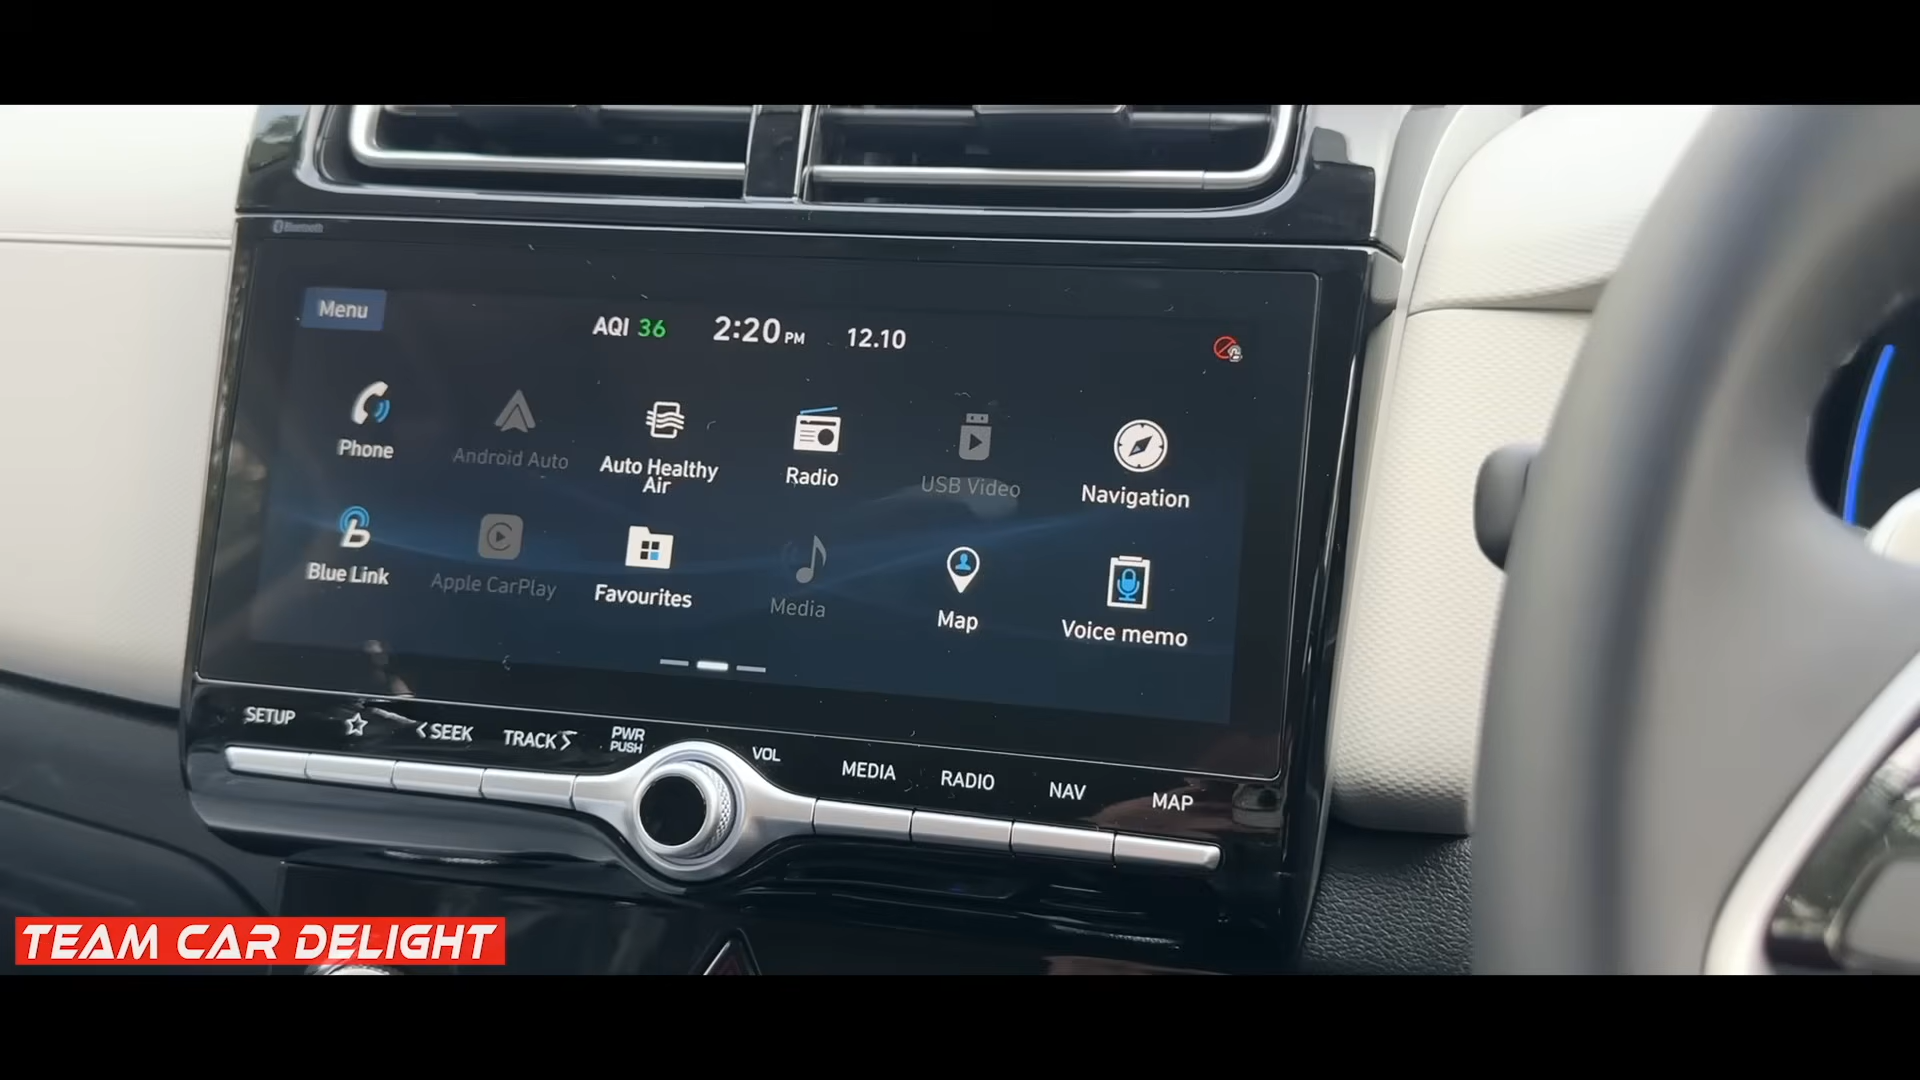 Bluetooth
Menu
AQI 36 2:20 PM 12.10
Phone
Android Auto
Auto Healthy
Air
Radio
USB Video
Navigation
Blue Link
Apple CarPlay
Favourites
Media
Map
Voice memo
SETUP
SEEK
TRACK
PWR
PUSH
VOL
MEDIA
RADIO
NAV
MAP
TEAM CAR DELIGHT